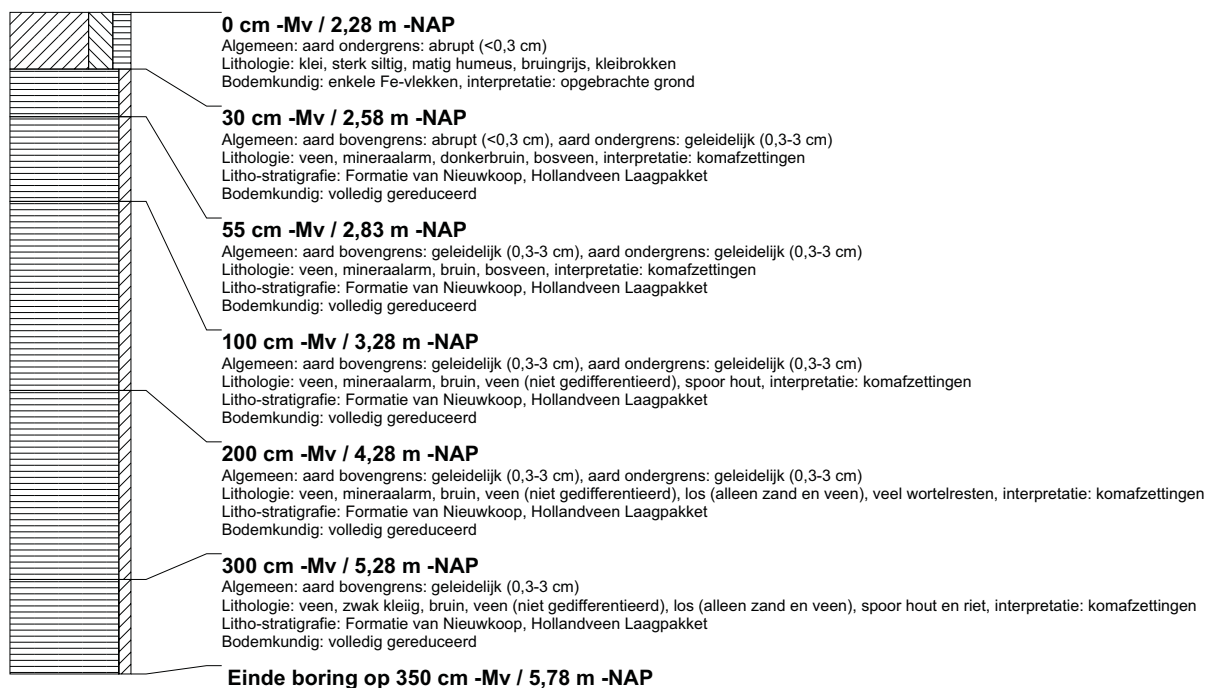 0 cm -Mv / 2,28 m -NAP
Algemeen: aard ondergrens: abrupt (<0,3 cm)
Lithologie: klei, sterk siltig, matig humeus, bruingrijs, kleibrokken
Bodemkundig: enkele Fe-vlekken, interpretatie: opgebrachte grond
30 cm -Mv / 2,58 m -NAP
Algemeen: aard bovengrens: abrupt (<0,3 cm), aard ondergrens: geleidelijk (0,3-3 cm)
Lithologie: veen, mineraalarm, donkerbruin, bosveen, interpretatie: komafzettingen
Litho-stratigrafie: Formatie van Nieuwkoop, Hollandveen Laagpakket
Bodemkundig: volledig gereduceerd
55 cm -Mv / 2,83 m -NAP
Algemeen: aard bovengrens: geleidelijk (0,3-3 cm), aard ondergrens: geleidelijk (0,3-3 cm)
Lithologie: veen, mineraalarm, bruin, bosveen, interpretatie: komafzettingen
Litho-stratigrafie: Formatie van Nieuwkoop, Hollandveen Laagpakket
Bodemkundig: volledig gereduceerd
100 cm -Mv / 3,28 m -NAP
Algemeen: aard bovengrens: geleidelijk (0,3-3 cm), aard ondergrens: geleidelijk (0,3-3 cm)
Lithologie: veen, mineraalarm, bruin, veen (niet gedifferentieerd), spoor hout, interpretatie: komafzettingen
Litho-stratigrafie: Formatie van Nieuwkoop, Hollandveen Laagpakket
Bodemkundig: volledig gereduceerd
200 cm -Mv / 4,28 m -NAP
Algemeen: aard bovengrens: geleidelijk (0,3-3 cm), aard ondergrens: geleidelijk (0,3-3 cm)
Lithologie: veen, mineraalarm, bruin, veen (niet gedifferentieerd), los (alleen zand en veen), veel wortelresten, interpretatie: komafzettingen
Litho-stratigrafie: Formatie van Nieuwkoop, Hollandveen Laagpakket
Bodemkundig: volledig gereduceerd
300 cm -Mv / 5,28 m -NAP
Algemeen: aard bovengrens: geleidelijk (0,3-3 cm)
Lithologie: veen, zwak kleiig, bruin, veen (niet gedifferentieerd), los (alleen zand en veen), spoor hout en riet, interpretatie: komafzettingen
Litho-stratigrafie: Formatie van Nieuwkoop, Hollandveen Laagpakket
Bodemkundig: volledig gereduceerd
Einde boring op 350 cm -Mv / 5,78 m -NAP